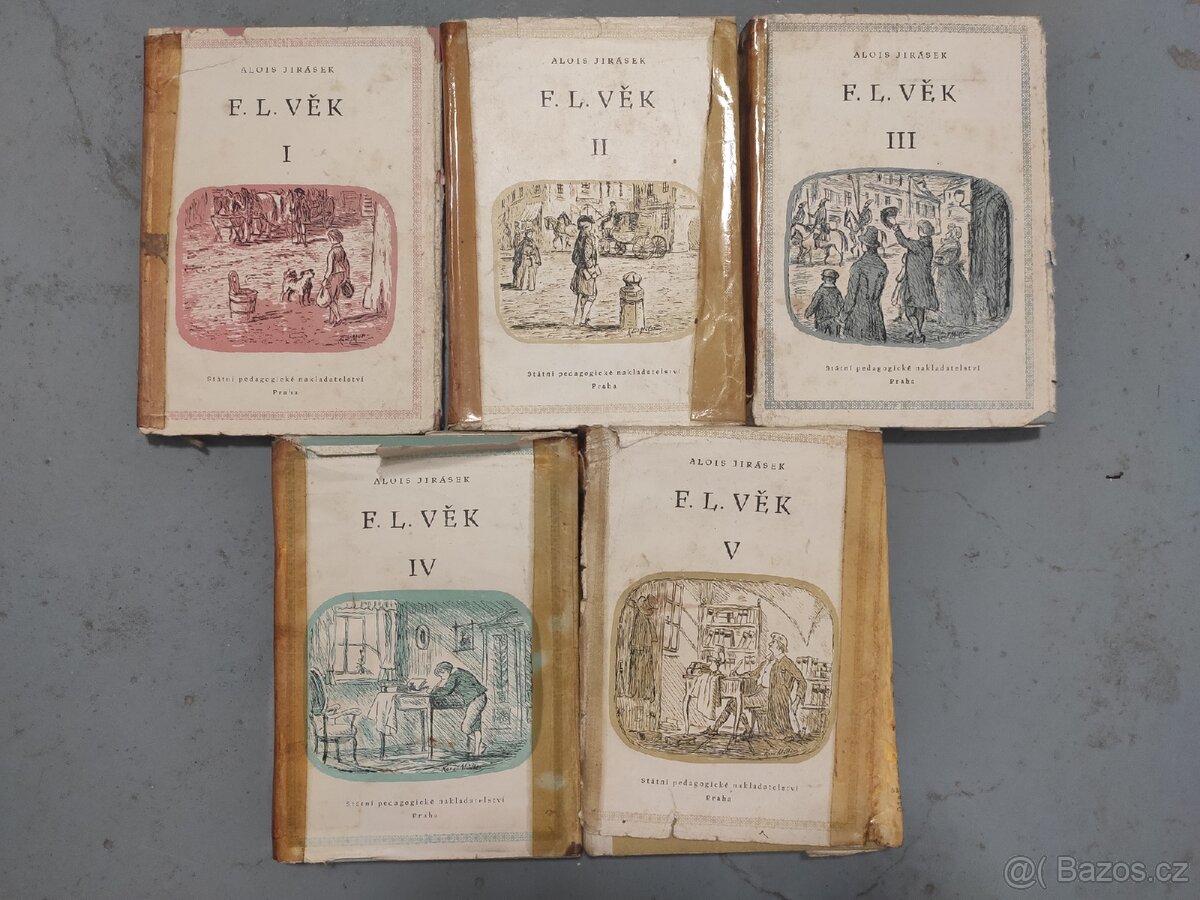 ALOIS JIRÁSEK
F. L. VĚK
I
Státní pedagogické nakladatelství
Praha
ALOIS JIRÁSEK
F. L. VĚK
II
Státní pedagogické nakladatelství
Praha
ALOIS JIRÁSEK
F. L. VĚK
III
Státní pedagogické nakladatelství
Praha
ALOIS JIRÁSEK
F. L. VĚK
IV
Státní pedagogické nakladatelství
Praha
ALOIS JIRÁSEK
F. L. VĚK
V
Státní pedagogické nakladatelství
Praha
@( Bazos.cz